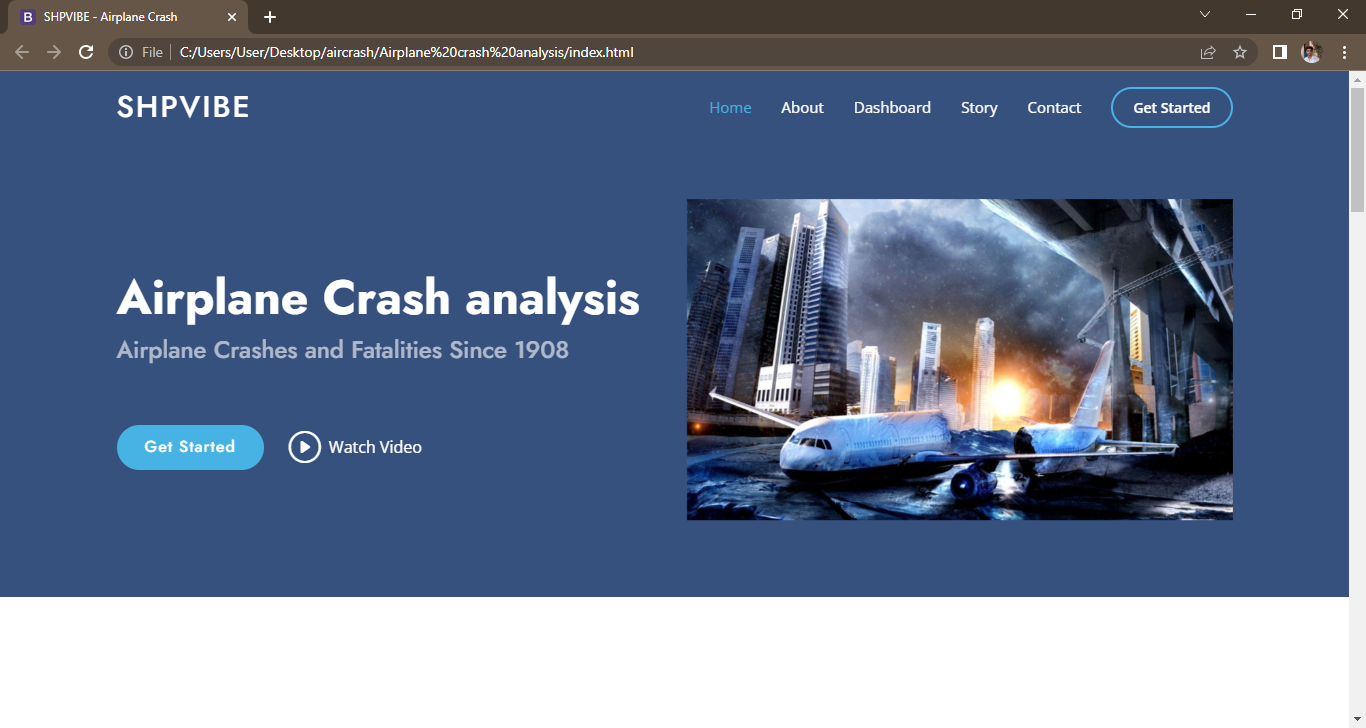 SHPVIBE - Airplane Crash
File
C:/Users/User/Desktop/aircrash/Airplane%20crash%20analysis/index.html
SHPVIBE
Home About Dashboard Story Contact Get Started
Airplane Crash analysis
Airplane Crashes and Fatalities Since 1908
Get Started
Watch Video